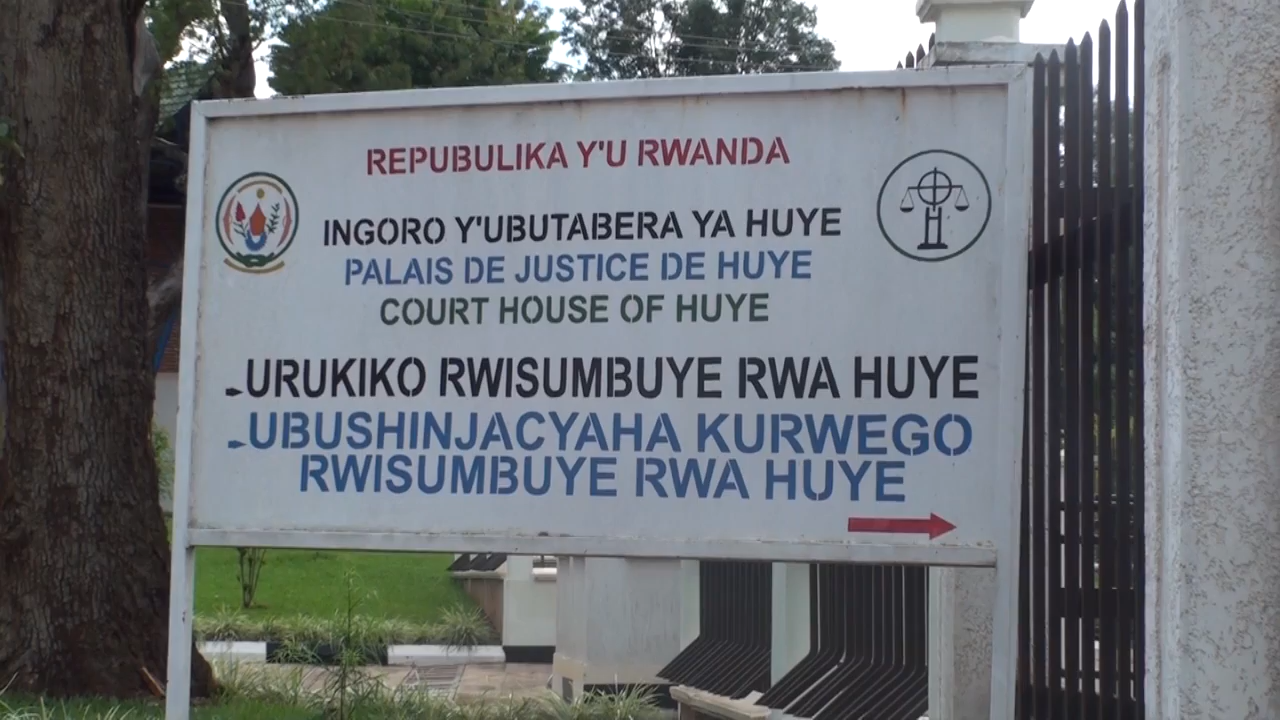 REPUBULIKA Y'U RWANDA
INGORO Y'UBUTABERA YA HUYE
PALAIS DE JUSTICE DE HUYE
COURT HOUSE OF HUYE
URUKIKO RWISUMBUYE RWA HUYE
UBUSHINJACYAHA KURWEGO
RWISUMBUYE RWA HUYE